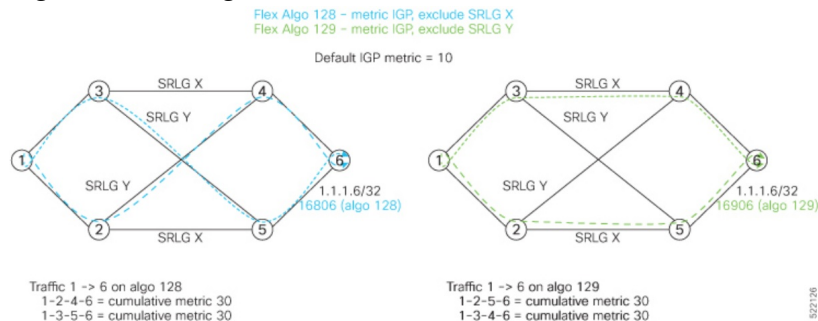 Flex Algo 128 – metric IGP, exclude SRLG X
Flex Algo 129 – metric IGP, exclude SRLG Y
Default IGP metric = 10
3
SRLG X
4
SRLG Y
1
6
SRLG Y
1.1.1.6/32
16806 (algo 128)
2
SRLG X
5
Traffic 1 -> 6 on algo 128
1-2-4-6 = cumulative metric 30
1-3-5-6 = cumulative metric 30
3
SRLG X
4
SRLG Y
1
6
SRLG Y
1.1.1.6/32
16906 (algo 129)
2
SRLG X
5
Traffic 1 -> 6 on algo 129
1-2-5-6 = cumulative metric 30
1-3-4-6 = cumulative metric 30
522126